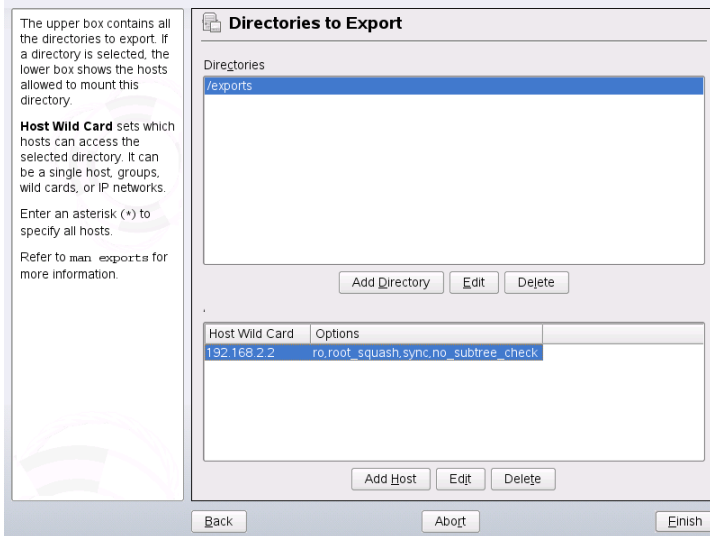 The upper box contains all
the directories to export. If
a directory is selected, the
lower box shows the hosts
allowed to mount this
directory.
Host Wild Card sets which
hosts can access the
selected directory. It can
be a single host, groups,
wild cards, or IP networks.
Enter an asterisk (*) to
specify all hosts.
Refer to man exports for
more information.
Directories to Export
Directories
/exports
Add Directory Edit Delete
Host Wild Card Options
192.168.2.2 ro,root_squash,sync,no_subtree_check
Add Host Edit Delete
Back Abort Finish